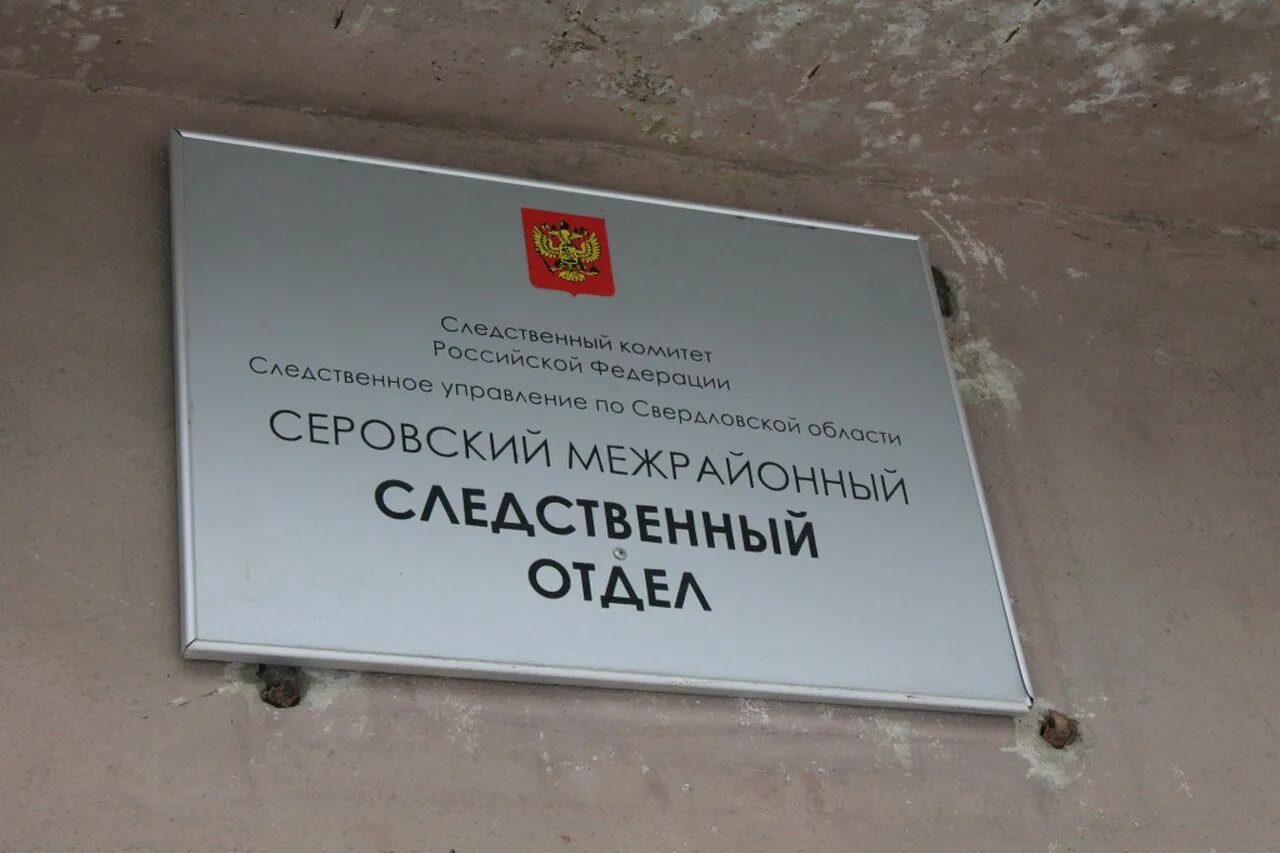 Следственный комитет
Российской Федерации
Следственное управление по Свердловской области
СЕРОВСКИЙ МЕЖРАЙОННЫЙ
СЛЕДСТВЕННЫЙ
ОТДЕЛ